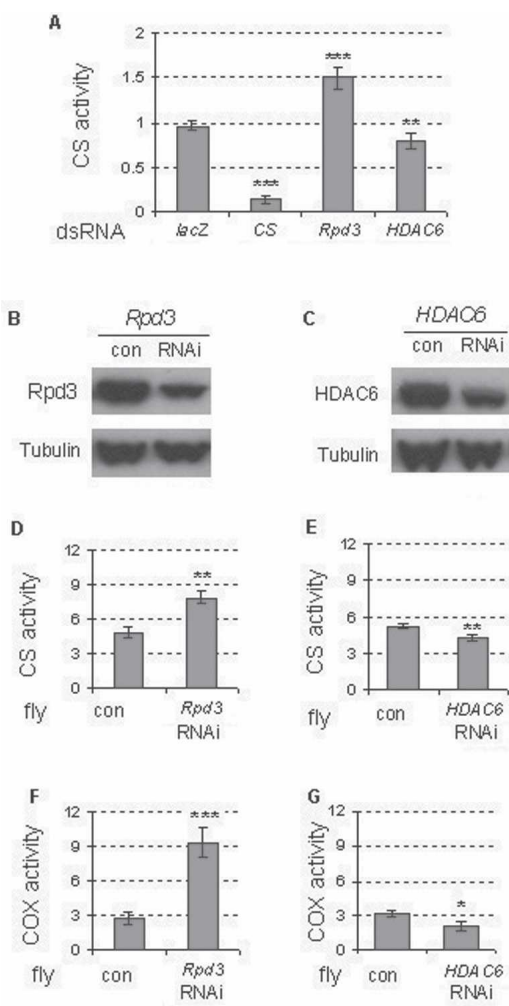 A
CS activity
2
1.5
1
0.5
0
***
***
**
dsRNA lacZ CS Rpd3 HDAC6
B
Rpd3
con RNAi
Rpd3
Tubulin
C
HDAC6
con RNAi
HDAC6
Tubulin
D
CS activity
12
9
6
3
0
**
fly con Rpd3
RNAi
E
CS activity
12
9
6
3
0
**
fly con HDAC6
RNAi
F
COX activity
12
9
6
3
0
***
fly con Rpd3
RNAi
G
COX activity
12
9
6
3
0
*
fly con HDAC6
RNAi